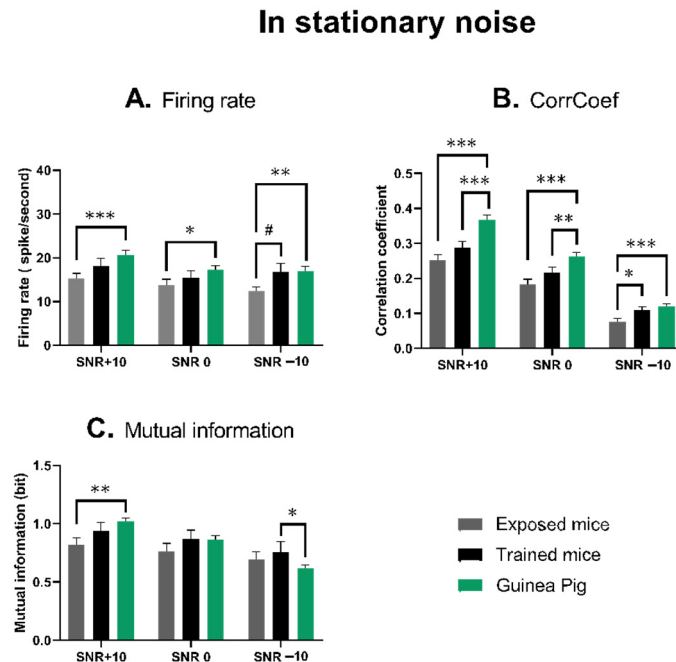 In stationary noise
A. Firing rate
Firing rate ( spike/second)
40
30
20
10
0
***
*
**
#
SNR+10
SNR 0
SNR −10
B. CorrCoef
Correlation coefficient
0.5
0.4
0.3
0.2
0.1
0.0
***
***
***
**
***
*
SNR+10
SNR 0
SNR −10
C. Mutual information
Mutual information (bit)
1.5
1.0
0.5
0.0
**
*
SNR+10
SNR 0
SNR −10
Exposed mice
Trained mice
Guinea Pig